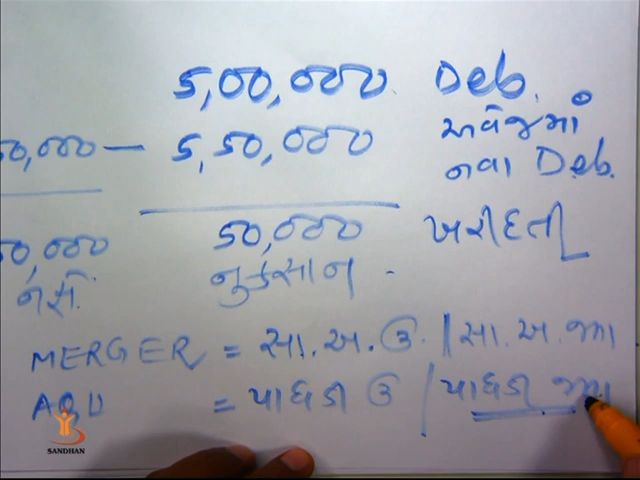 5,00,000 Deb.
50,000 — 5,50,000 અવેજમાં
નવા Deb.
50,000 50,000 ખરીદતી
નફો. નુકસાન -
MERGER = સા.અ. ઉ. / સા.અ. જમા
AQU = પાઘડી ઉ / પાઘડી જમા
SANDHAN